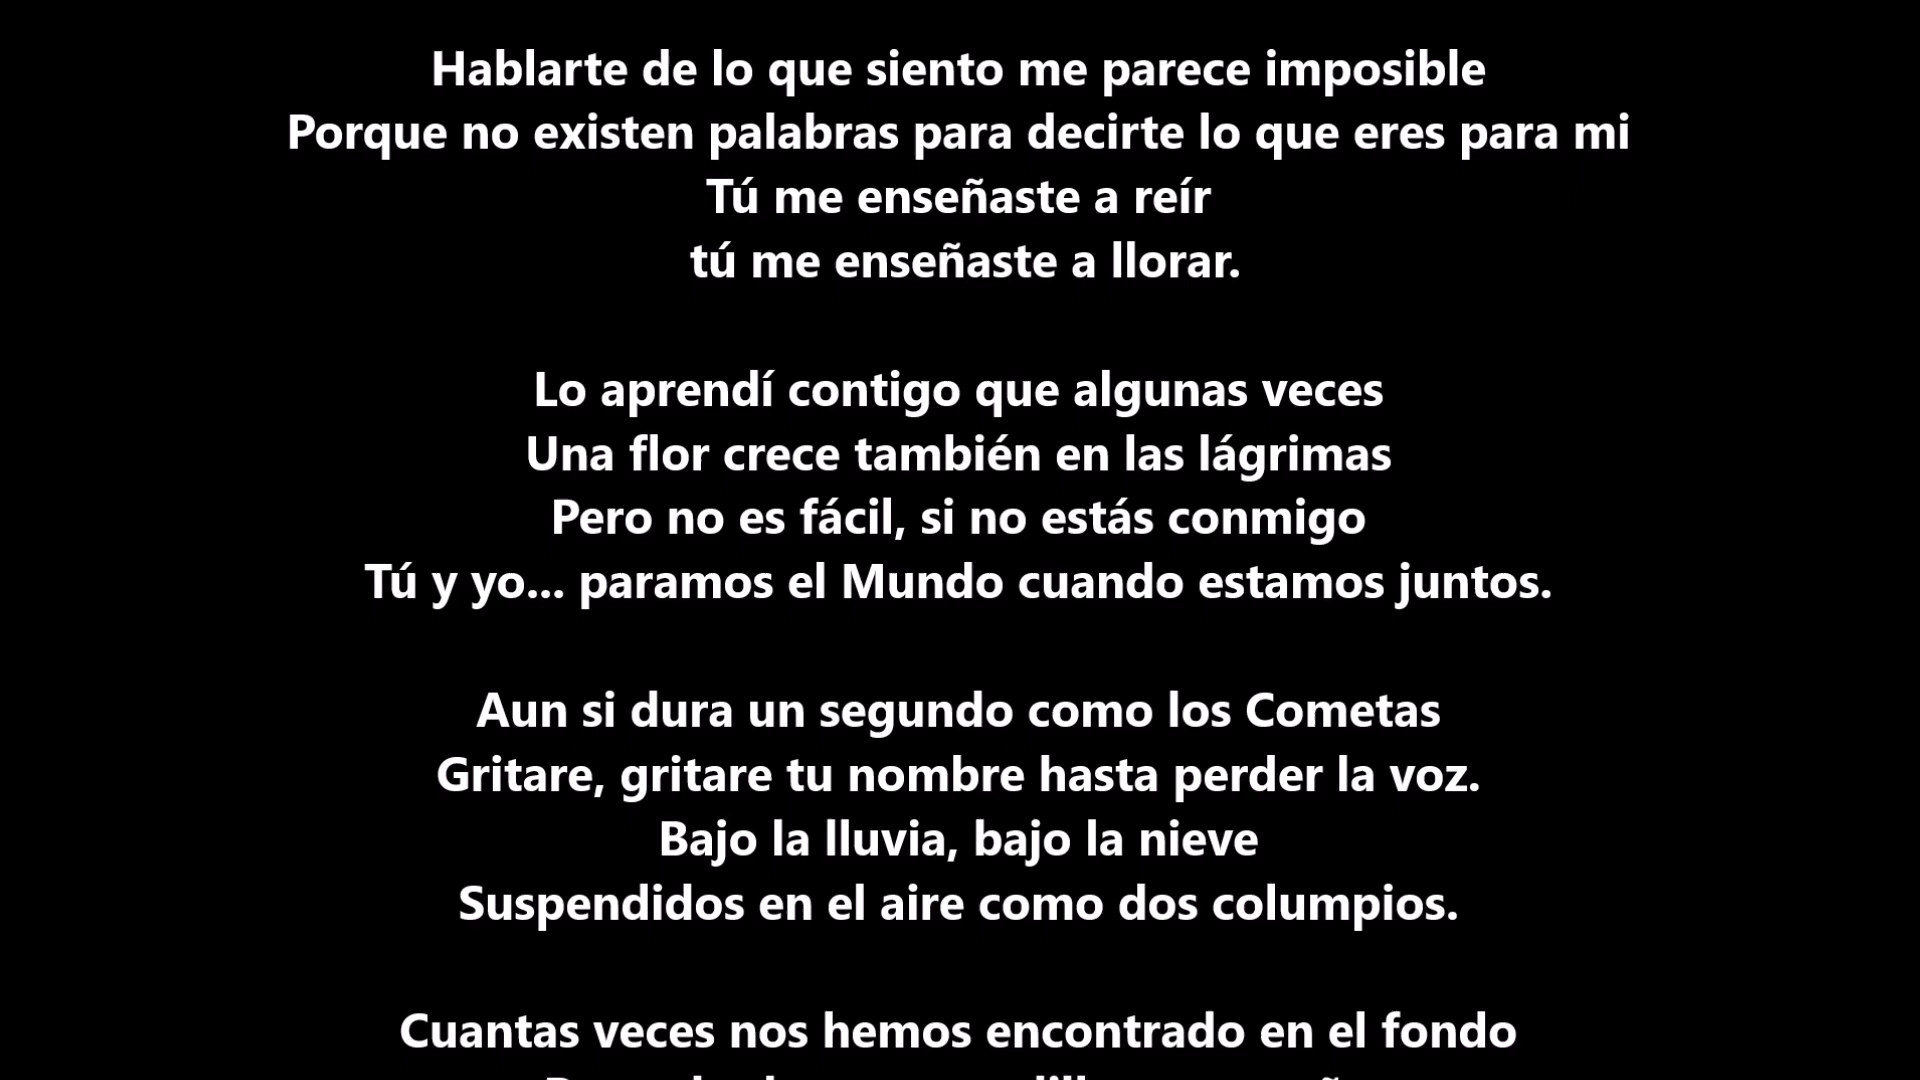 Hablarte de lo que siento me parece imposible
Porque no existen palabras para decirte lo que eres para mi
Tú me enseñaste a reír
tú me enseñaste a llorar.
Lo aprendí contigo que algunas veces
Una flor crece también en las lágrimas
Pero no es fácil, si no estás conmigo
Tú y yo... paramos el Mundo cuando estamos juntos.
Aun si dura un segundo como los Cometas
Gritare, gritare tu nombre hasta perder la voz.
Bajo la lluvia, bajo la nieve
Suspendidos en el aire como dos columpios.
Cuantas veces nos hemos encontrado en el fondo